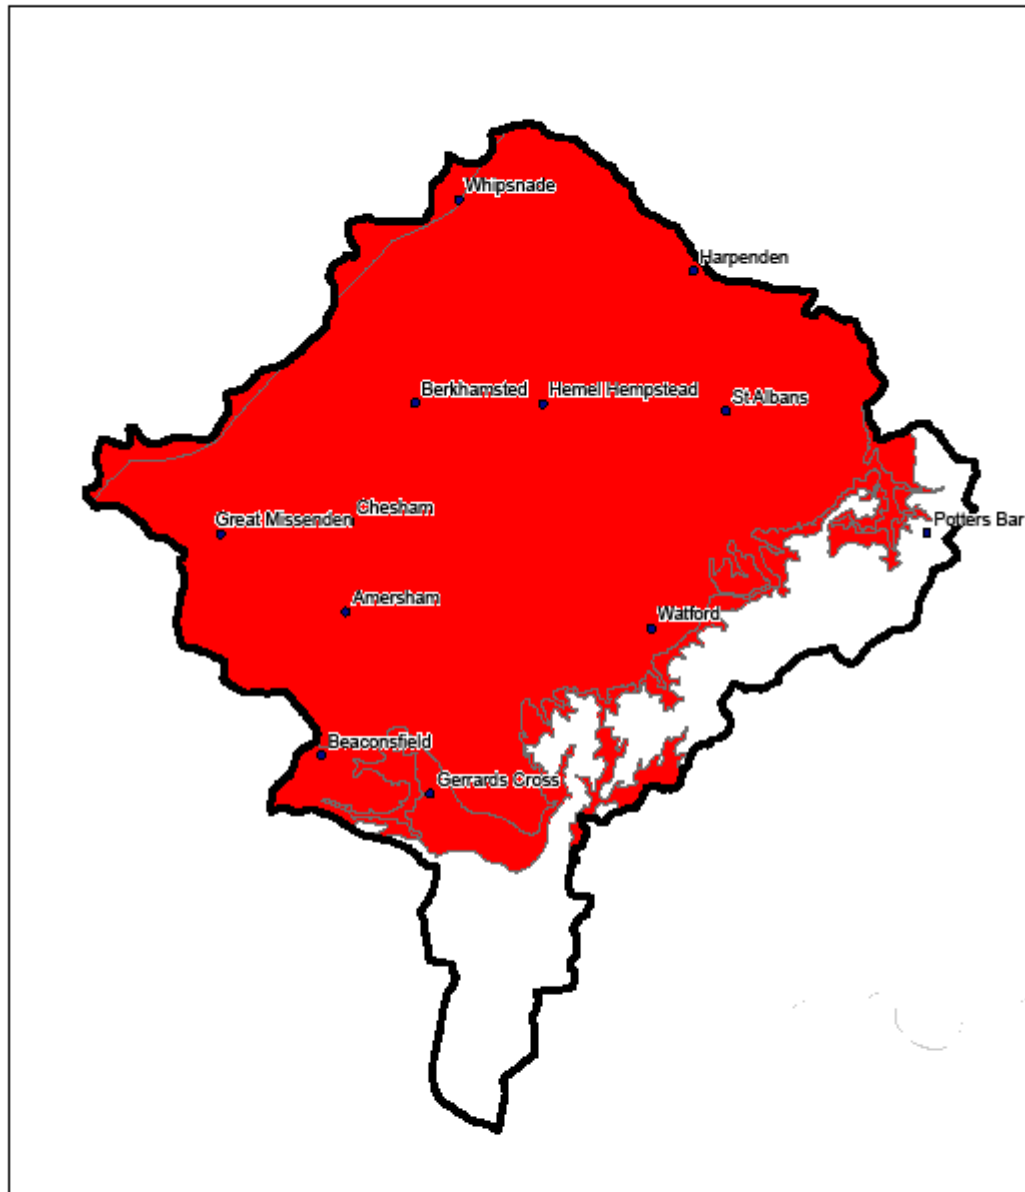 Whipsnade
Harpenden
Berkhamsted
Hemel Hempstead
St Albans
Chesham
Great Missenden
Potters Bar
Amersham
Watford
Beaconsfield
Gerrards Cross